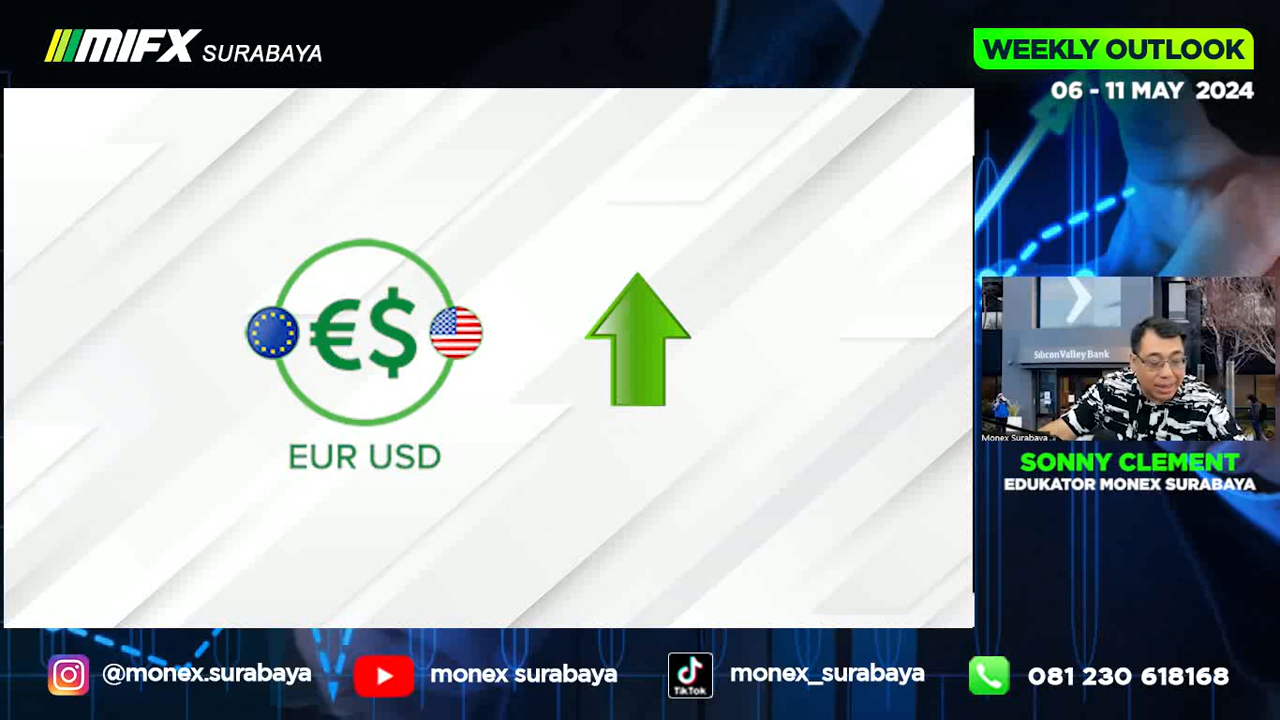 MIFX SURABAYA
WEEKLY OUTLOOK
06 - 11 MAY 2024
€$
EUR USD
Silicon Valley Bank
Monex Surabaya
SONNY CLEMENT
EDUKATOR MONEX SURABAYA
@monex.surabaya
monex surabaya
TikTok
monex_surabaya
081 230 618168